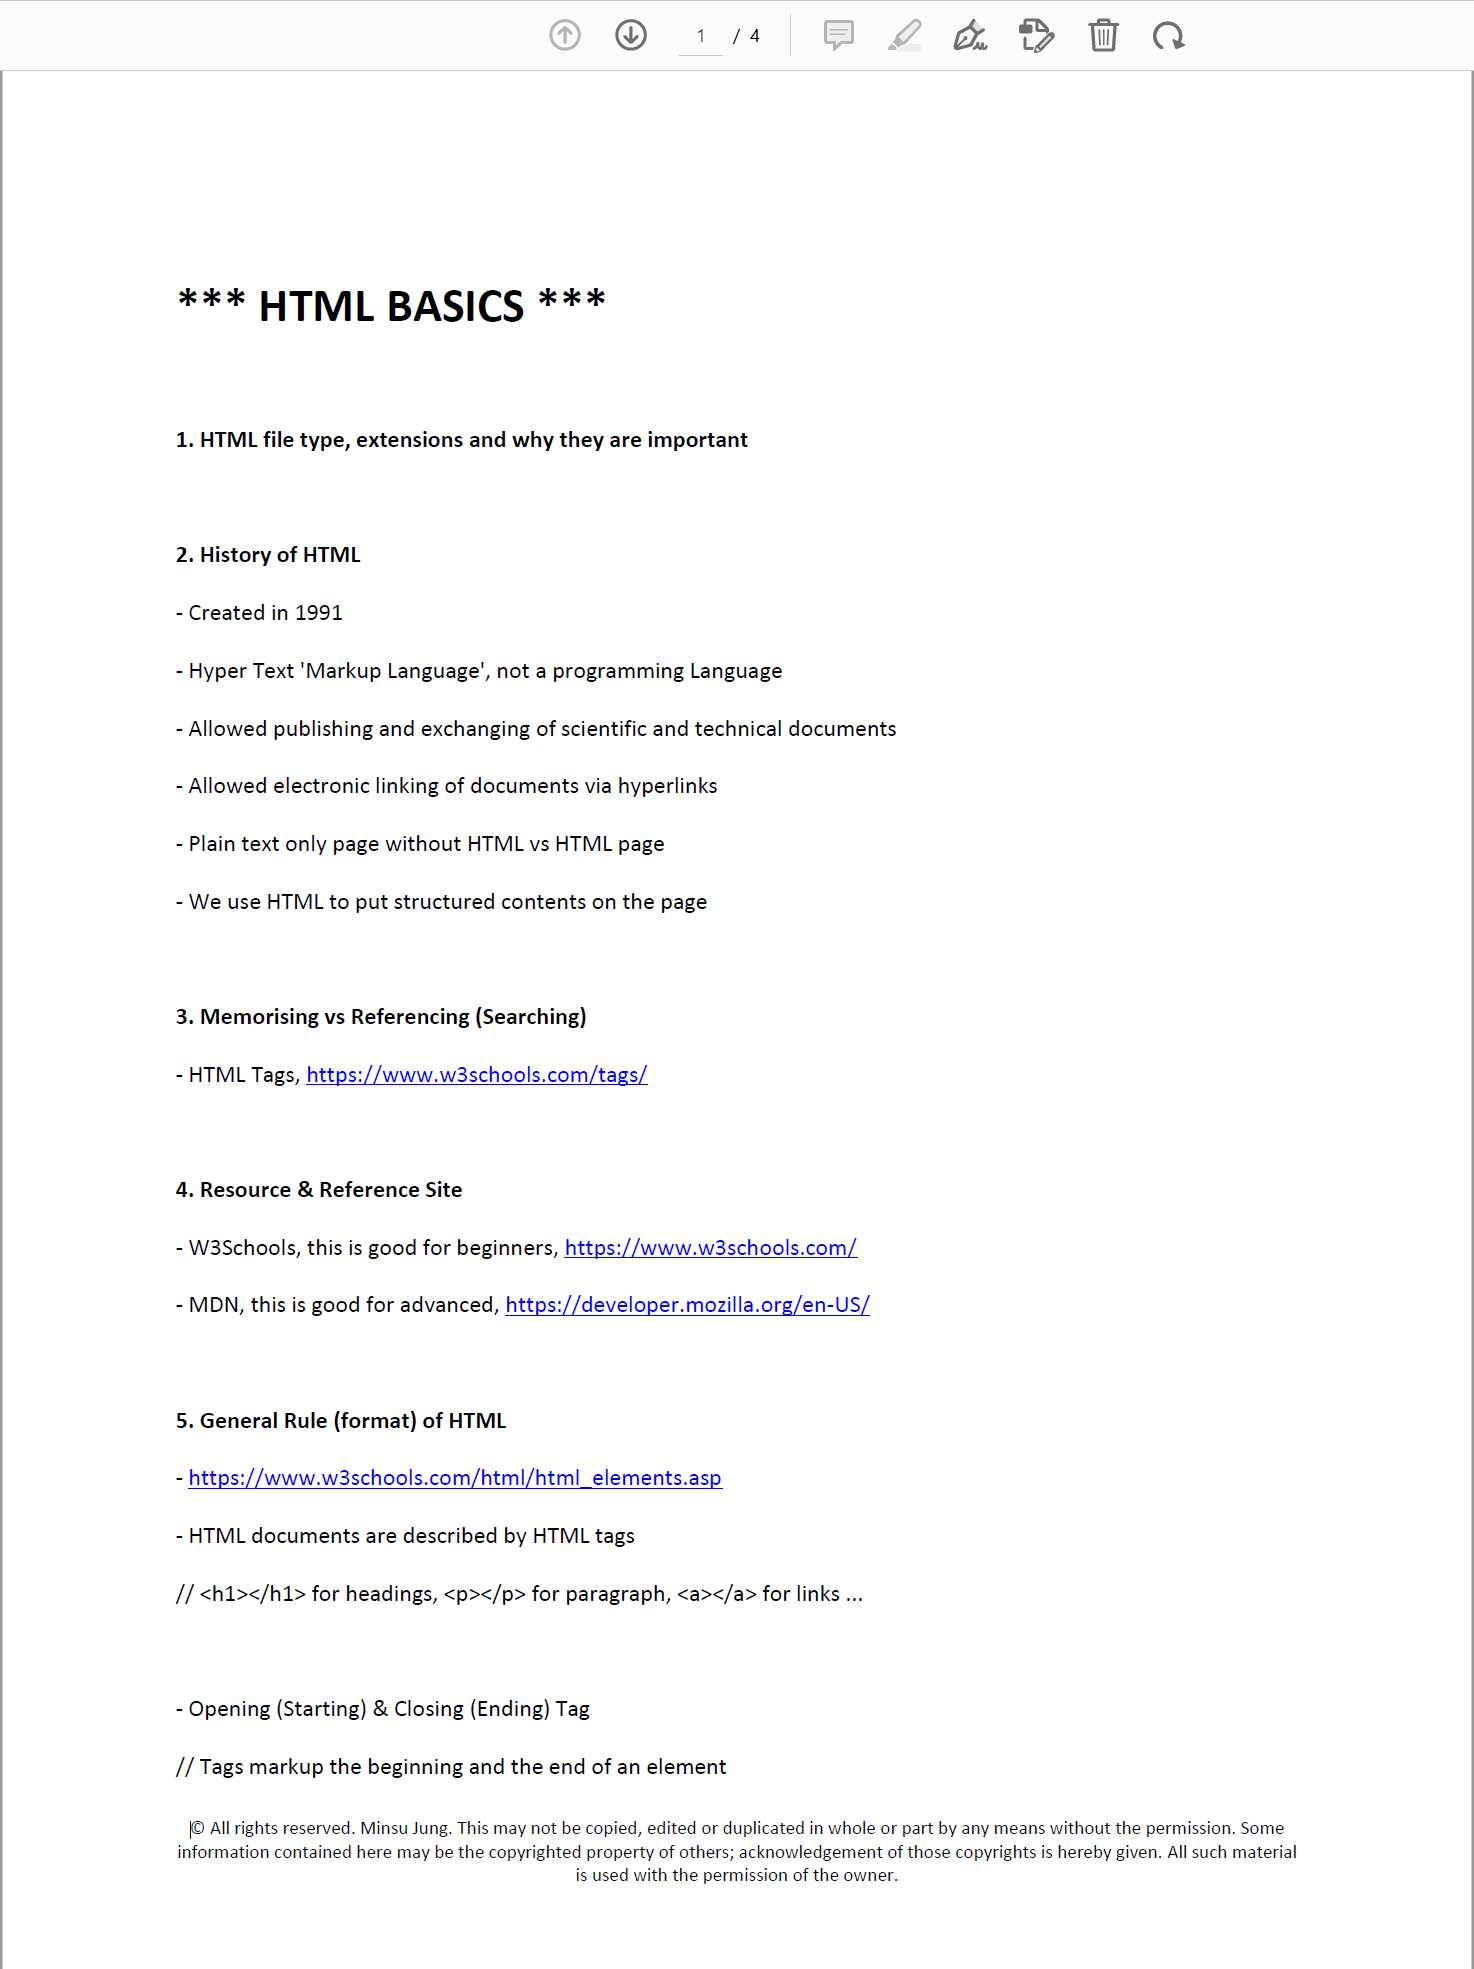 1 / 4
*** HTML BASICS ***
1. HTML file type, extensions and why they are important
2. History of HTML
- Created in 1991
- Hyper Text 'Markup Language', not a programming Language
- Allowed publishing and exchanging of scientific and technical documents
- Allowed electronic linking of documents via hyperlinks
- Plain text only page without HTML vs HTML page
- We use HTML to put structured contents on the page
3. Memorising vs Referencing (Searching)
- HTML Tags, https://www.w3schools.com/tags/
4. Resource & Reference Site
- W3Schools, this is good for beginners, https://www.w3schools.com/
- MDN, this is good for advanced, https://developer.mozilla.org/en-US/
5. General Rule (format) of HTML
- https://www.w3schools.com/html/html_elements.asp
- HTML documents are described by HTML tags
// <h1></h1> for headings, <p></p> for paragraph, <a></a> for links ...
- Opening (Starting) & Closing (Ending) Tag
// Tags markup the beginning and the end of an element
© All rights reserved. Minsu Jung. This may not be copied, edited or duplicated in whole or part by any means without the permission. Some
information contained here may be the copyrighted property of others; acknowledgement of those copyrights is hereby given. All such material
is used with the permission of the owner.